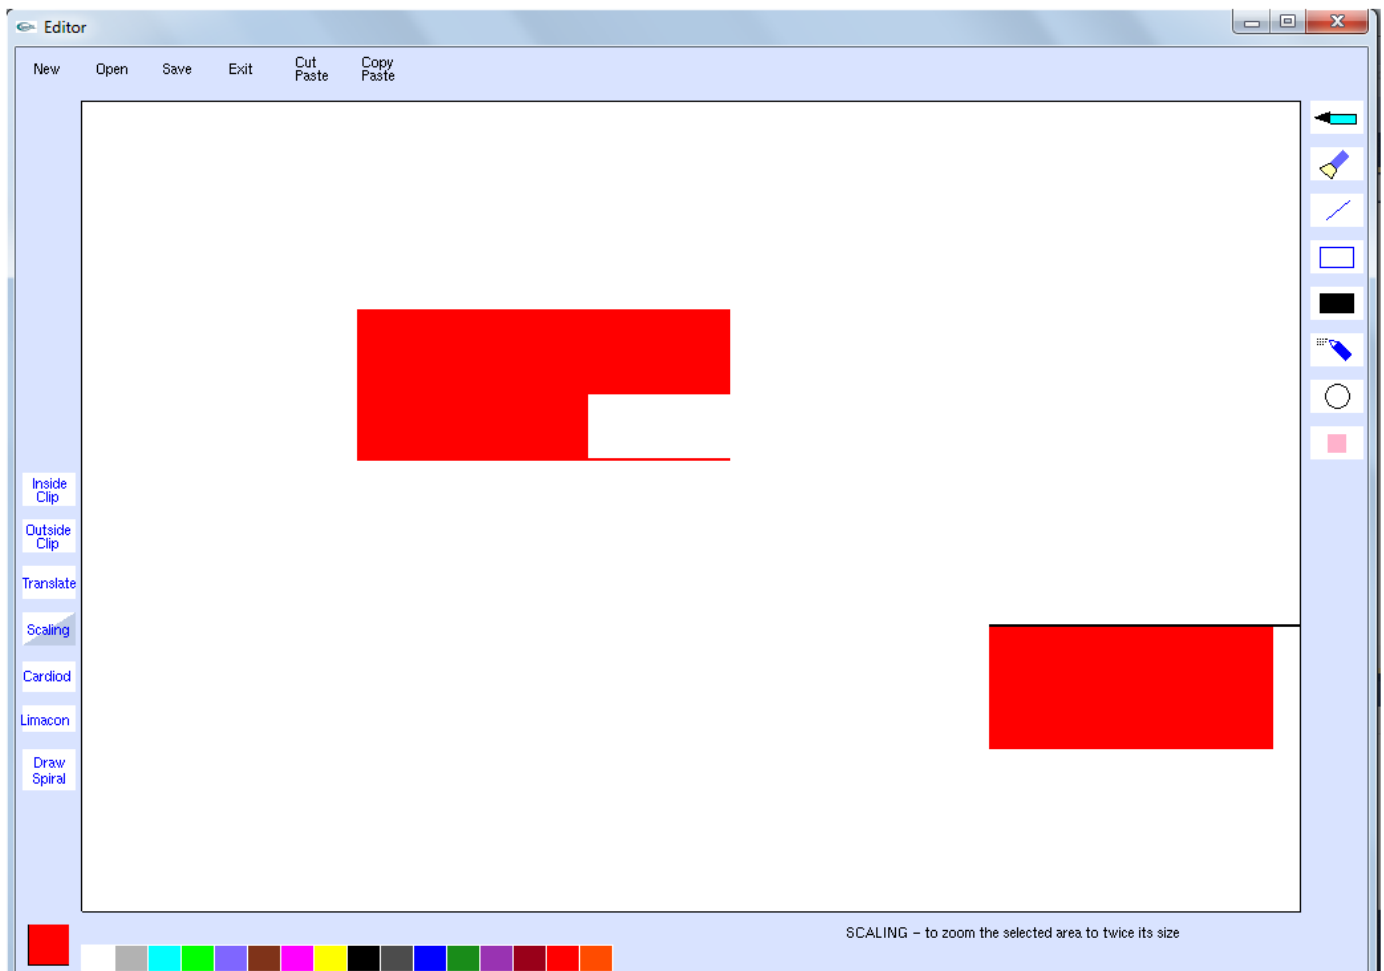 Editor
New Open Save Exit Cut Copy
Paste Paste
Inside
Clip
Outside
Clip
Translate
Scaling
Cardiod
Limacon
Draw
Spiral
SCALING - to zoom the selected area to twice its size